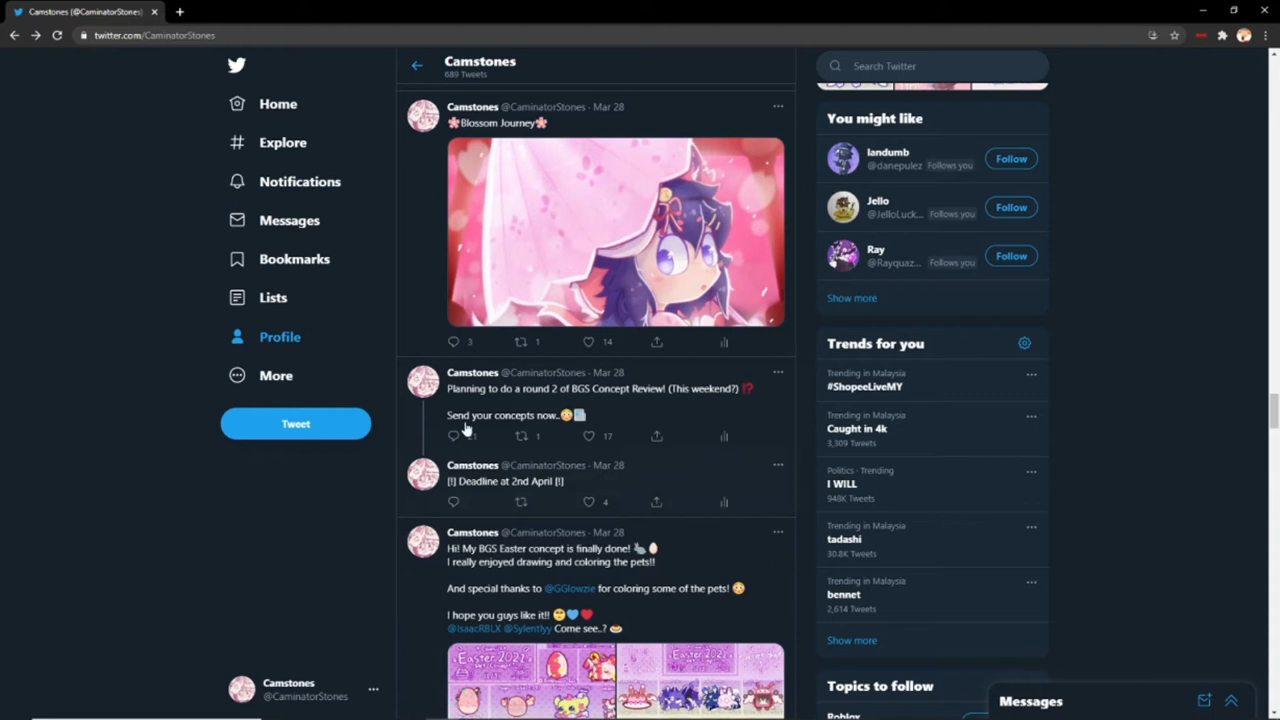 Camstones (@CaminatorStones)
twitter.com/CaminatorStones
Home
Explore
Notifications
Messages
Bookmarks
Lists
Profile
More
Tweet
Camstones
@CaminatorStones
Camstones
689 Tweets
Camstones @CaminatorStones · Mar 28
🌸Blossom Journey🌸
3 1 14
Camstones @CaminatorStones · Mar 28
Planning to do a round 2 of BGS Concept Review! (This weekend?) ⁉️
Send your concepts now..😳📄
21 1 17
Camstones @CaminatorStones · Mar 28
[!] Deadline at 2nd April [!]
4
Camstones @CaminatorStones · Mar 28
Hi! My BGS Easter concept is finally done! 🐇🥚
I really enjoyed drawing and coloring the pets!!
And special thanks to @GGlowzie for coloring some of the pets! 😳
I hope you guys like it!! 🥺💙❤️
@IsaacRBLX @Sylentlyy Come see..?
Easter 2021
Easter 2021
Search Twitter
You might like
landumb
@danepulez Follows you
Follow
Jello
@JelloLuck... Follows you
Follow
Ray
@Rayquaz... Follows you
Follow
Show more
Trends for you
Trending in Malaysia
#ShopeeLiveMY
Trending in Malaysia
Caught in 4k
3,309 Tweets
Politics · Trending
I WILL
948K Tweets
Trending in Malaysia
tadashi
30.8K Tweets
Trending in Malaysia
bennet
2,614 Tweets
Show more
Topics to follow
Roblox
Messages